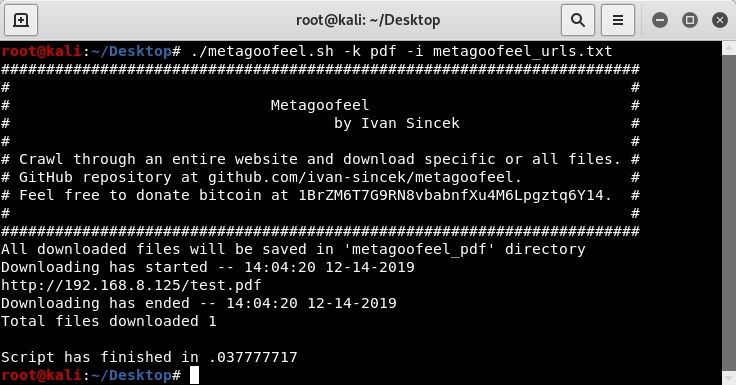 root@kali: ~/Desktop
root@kali:~/Desktop# ./metagoofeel.sh -k pdf -i metagoofeel_urls.txt
#######################################################################
#                                                                     #
#                             Metagoofeel                             #
#                                    by Ivan Sincek                   #
#                                                                     #
# Crawl through an entire website and download specific or all files. #
# GitHub repository at github.com/ivan-sincek/metagoofeel.            #
# Feel free to donate bitcoin at 1BrZM6T7G9RN8vbabnfXu4M6Lpgztq6Y14.  #
#                                                                     #
#######################################################################
All downloaded files will be saved in 'metagoofeel_pdf' directory
Downloading has started -- 14:04:20 12-14-2019
http://192.168.8.125/test.pdf
Downloading has ended -- 14:04:20 12-14-2019
Total files downloaded 1

Script has finished in .037777717
root@kali:~/Desktop#